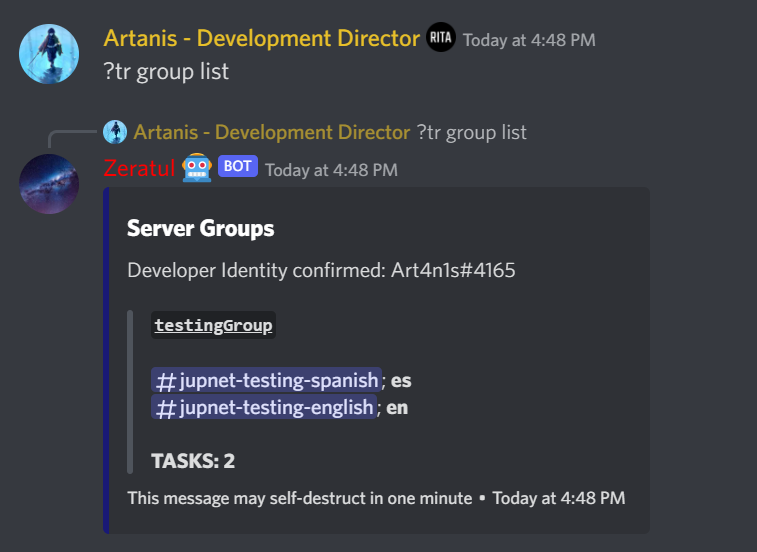 Artanis - Development Director RITA Today at 4:48 PM
?tr group list
Artanis - Development Director ?tr group list
Zeratul BOT Today at 4:48 PM
Server Groups
Developer Identity confirmed: Art4n1s#4165
testingGroup
#jupnet-testing-spanish; es
#jupnet-testing-english; en
TASKS: 2
This message may self-destruct in one minute • Today at 4:48 PM